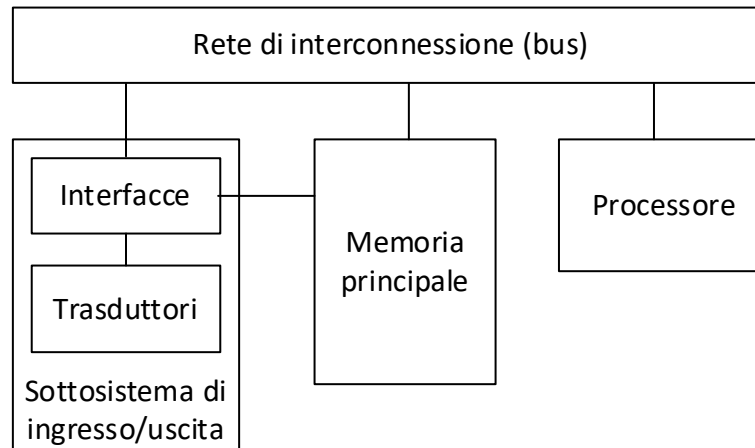 Rete di interconnessione (bus)
Interfacce
Trasduttori
Sottosistema di
ingresso/uscita
Memoria
principale
Processore